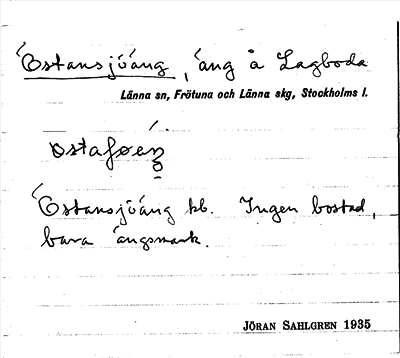 Östansjöäng, äng å Lagboda
Länna sn, Frötuna och Länna skg, Stockholms l.
Östansjöäng kb. Ingen bostad,
bara ängsmark.
JÖRAN SAHLGREN 1935